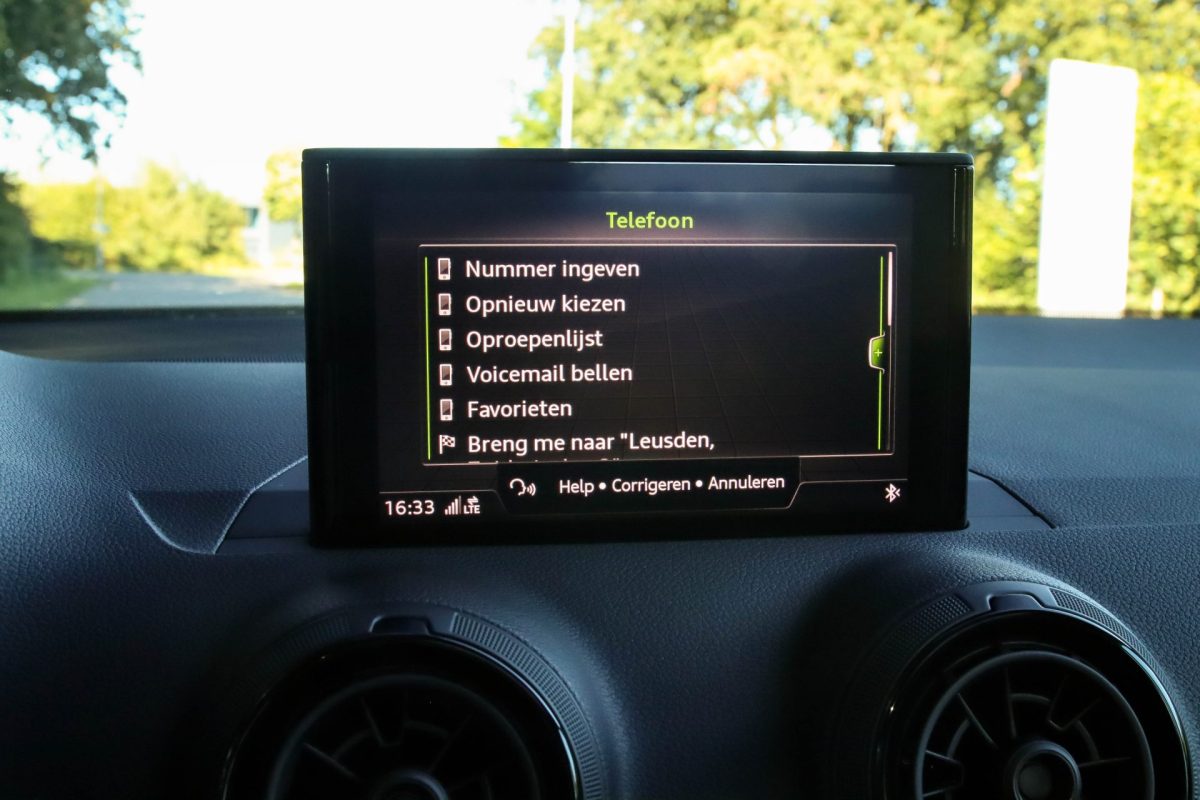 Telefoon
Nummer ingeven
Opnieuw kiezen
Oproepenlijst
Voicemail bellen
Favorieten
Breng me naar "Leusden,
Help • Corrigeren • Annuleren
16:33 LTE